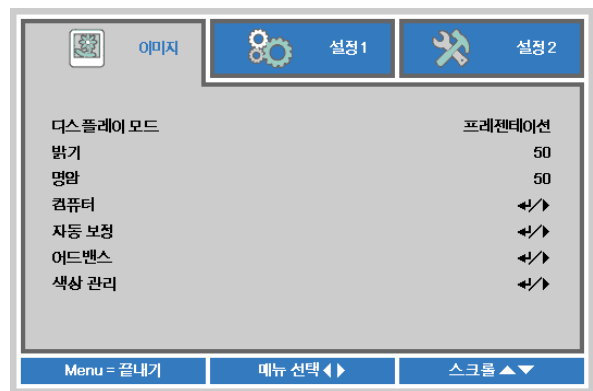 이미지 설정 1 설정 2
디스플레이 모드 프레젠테이션
밝기 50
명암 50
컴퓨터 ↵/▶
자동 보정 ↵/▶
어드밴스 ↵/▶
색상 관리 ↵/▶
Menu = 끝내기 메뉴 선택 ◀ ▶ 스크롤 ▲▼